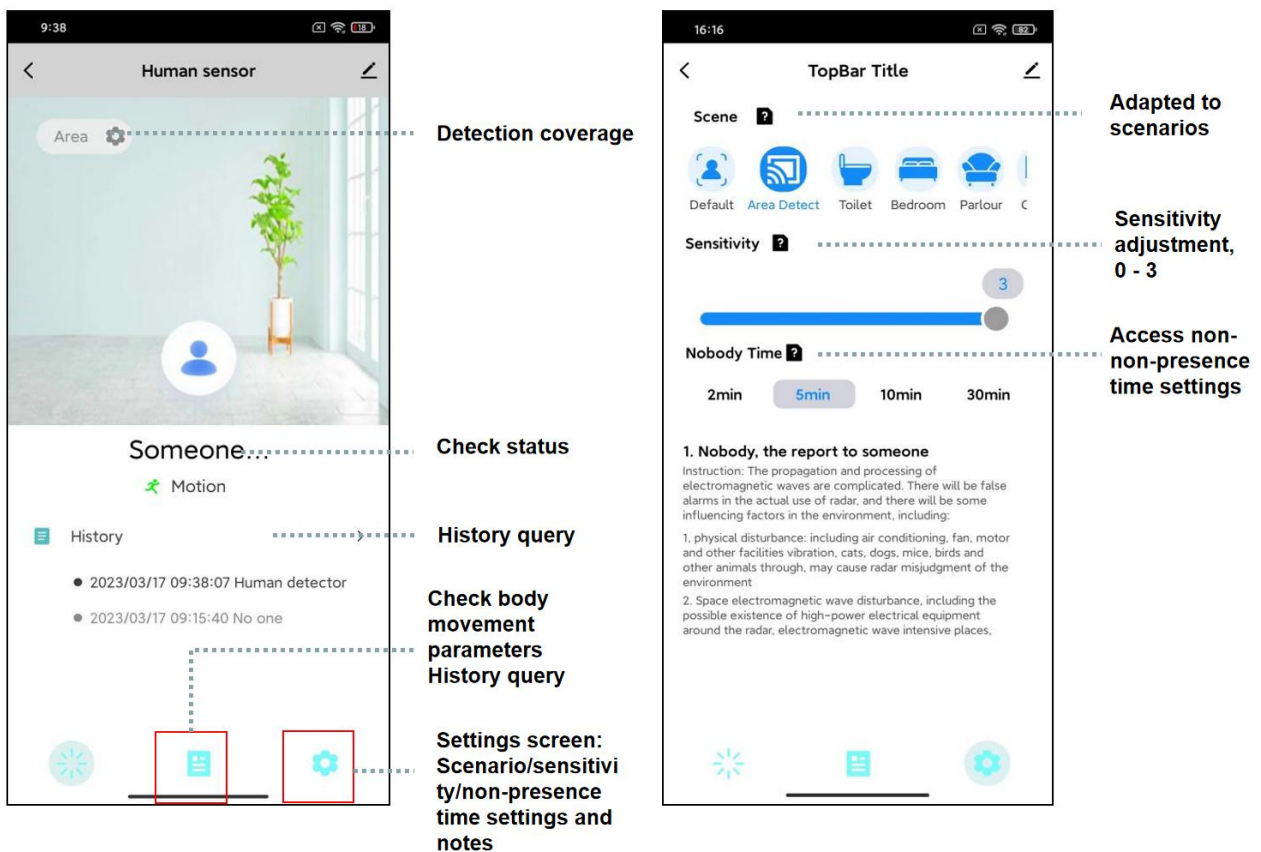 9:38
18
Human sensor
Area
Detection coverage
Someone...
Check status
Motion
History
History query
2023/03/17 09:38:07 Human detector
2023/03/17 09:15:40 No one
Check body
movement
parameters
History query
Settings screen:
Scenario/sensitivi
ty/non-presence
time settings and
notes
16:16
82
TopBar Title
Scene ?
Adapted to
scenarios
Default Area Detect Toilet Bedroom Parlour C
Sensitivity ?
Sensitivity
adjustment,
0 - 3
3
Nobody Time ?
Access non-
non-presence
time settings
2min 5min 10min 30min
1. Nobody, the report to someone
Instruction: The propagation and processing of
electromagnetic waves are complicated. There will be false
alarms in the actual use of radar, and there will be some
influencing factors in the environment, including:
1, physical disturbance: including air conditioning, fan, motor
and other facilities vibration, cats, dogs, mice, birds and
other animals through, may cause radar misjudgment of the
environment
2. Space electromagnetic wave disturbance, including the
possible existence of high-power electrical equipment
around the radar, electromagnetic wave intensive places,